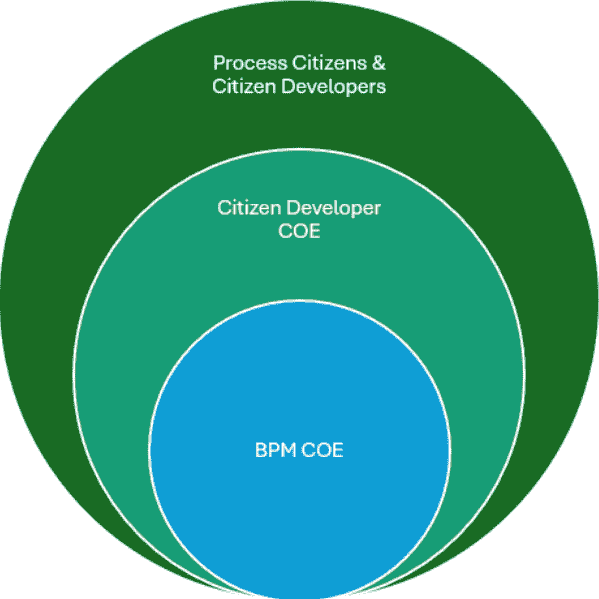 Process Citizens &
Citizen Developers
Citizen Developer
COE
BPM COE